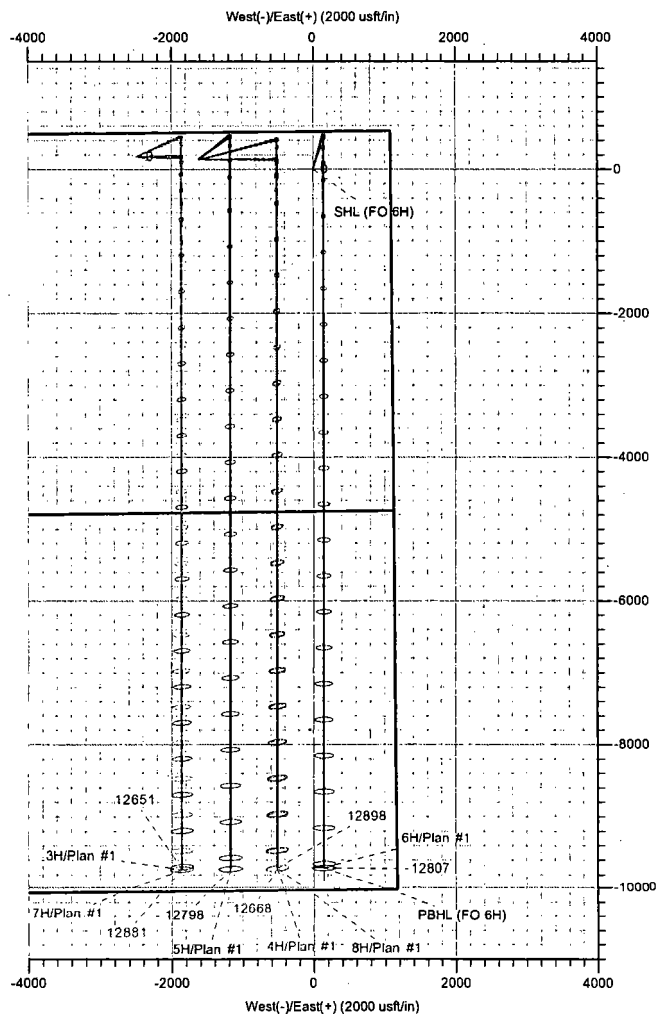 West(-)/East(+) (2000 usft/in)
-4000 -2000 0 2000 4000
0
SHL (FO 6H)
-2000
-4000
-6000
-8000
12651
12898
6H/Plan #1
3H/Plan #1
12807
-10000
7H/Plan #1
12798
12668
PBHL (FO 6H)
12881
5H/Plan #1
4H/Plan #1
8H/Plan #1
-4000 -2000 0 2000 4000
West(-)/East(+) (2000 usft/in)